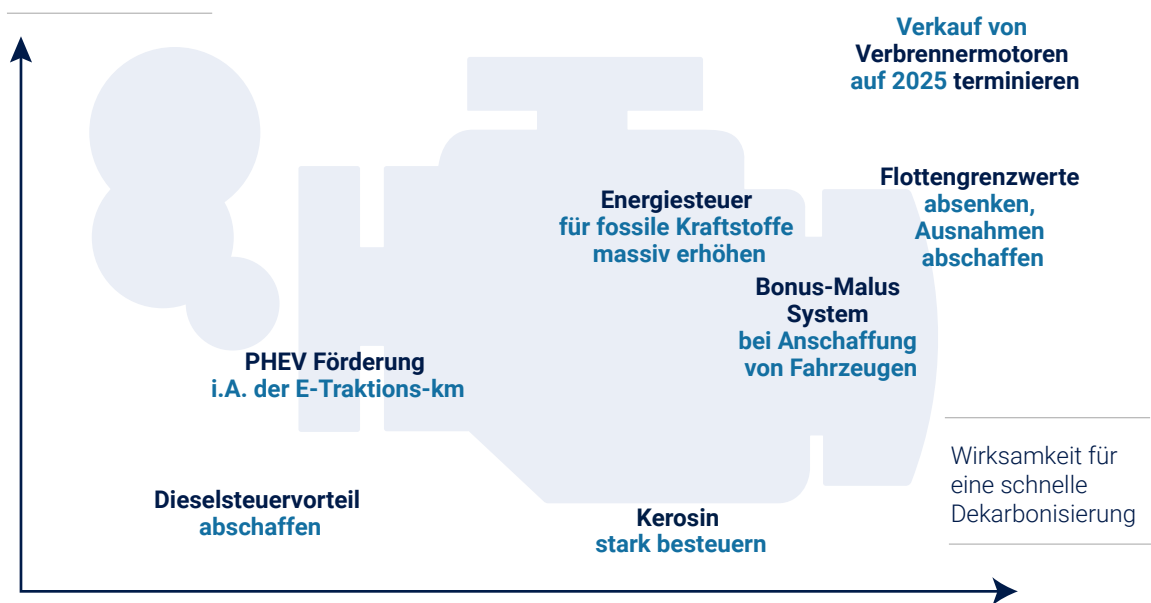 Verkauf von
Verbrennermotoren
auf 2025 terminieren
Flottengrenzwerte
absenken,
Ausnahmen
abschaffen
Energiesteuer
für fossile Kraftstoffe
massiv erhöhen
Bonus-Malus
System
bei Anschaffung
von Fahrzeugen
PHEV Förderung
i.A. der E-Traktions-km
Wirksamkeit für
eine schnelle
Dekarbonisierung
Dieselsteuervorteil
abschaffen
Kerosin
stark besteuern